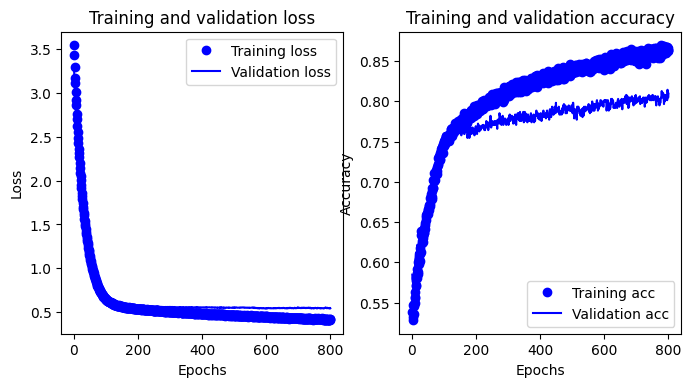 Training and validation loss
3.5
3.0
2.5
2.0
1.5
1.0
0.5
Loss
0
200
400
600
800
Epochs
Training loss
Validation loss
Training and validation accuracy
0.85
0.80
0.75
0.70
0.65
0.60
0.55
Accuracy
0
200
400
600
800
Epochs
Training acc
Validation acc